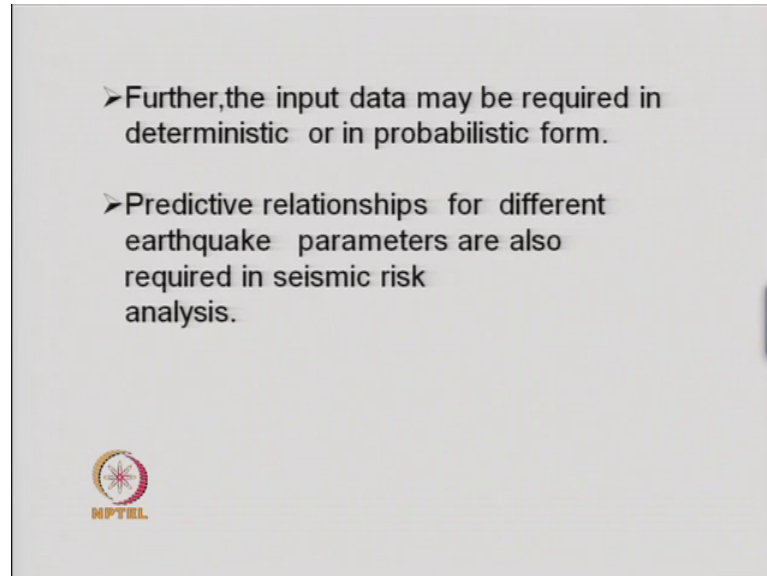 ➢Further,the input data may be required in
deterministic or in probabilistic form.
➢Predictive relationships for different
earthquake parameters are also
required in seismic risk
analysis.
NPTEL